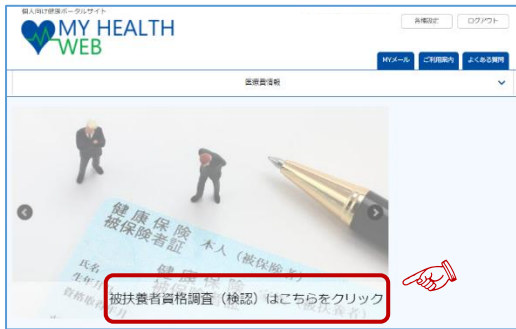 個人向け健康ポータルサイト
MY HEALTH
WEB
各種設定
ログアウト
MYメール
ご利用案内
よくある質問
医療費情報
健康保険
被保険者証
本人（被保険者）
氏名
生年月日
資格取得年月日
被扶養者資格調査（検認）はこちらをクリック